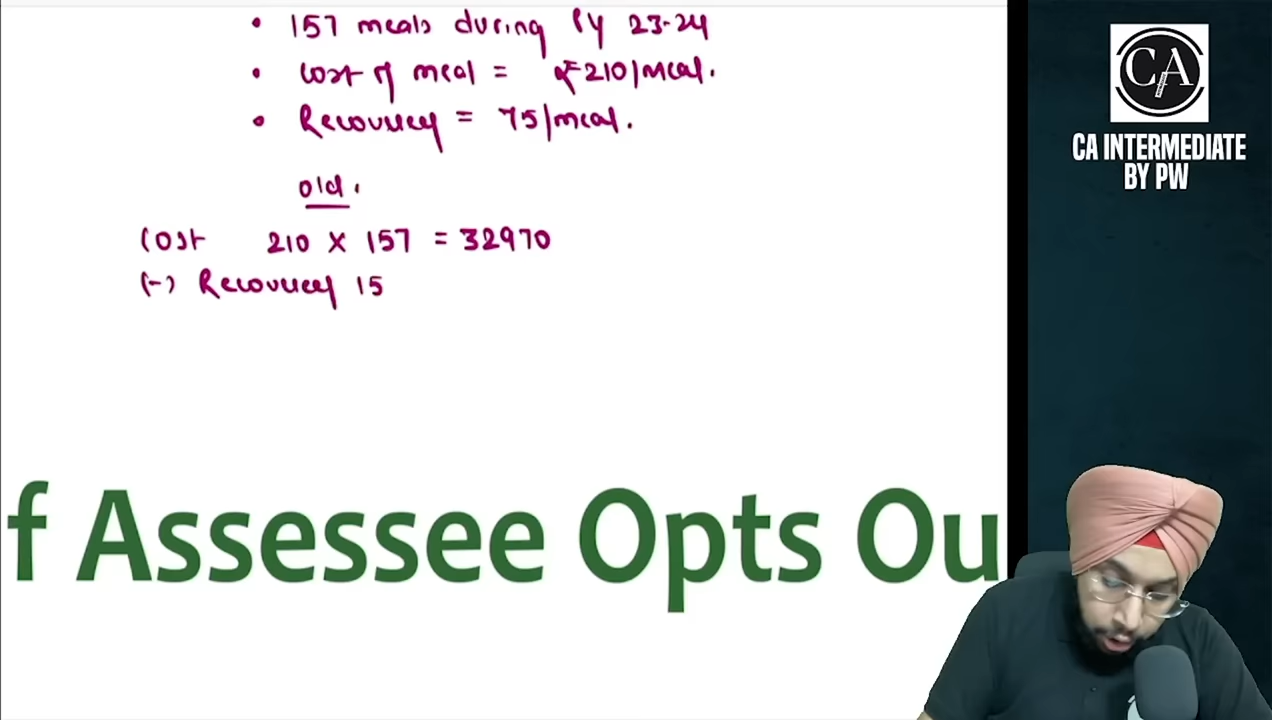 • 157 meals during Py 23-24
• Cost of meal = ₹210/meal.
• Recovery = 75/meal.
Old.
Cost 210 × 157 = 32970
(-) Recovery 15
f Assessee Opts Ou
CA
CA INTERMEDIATE
BY PW